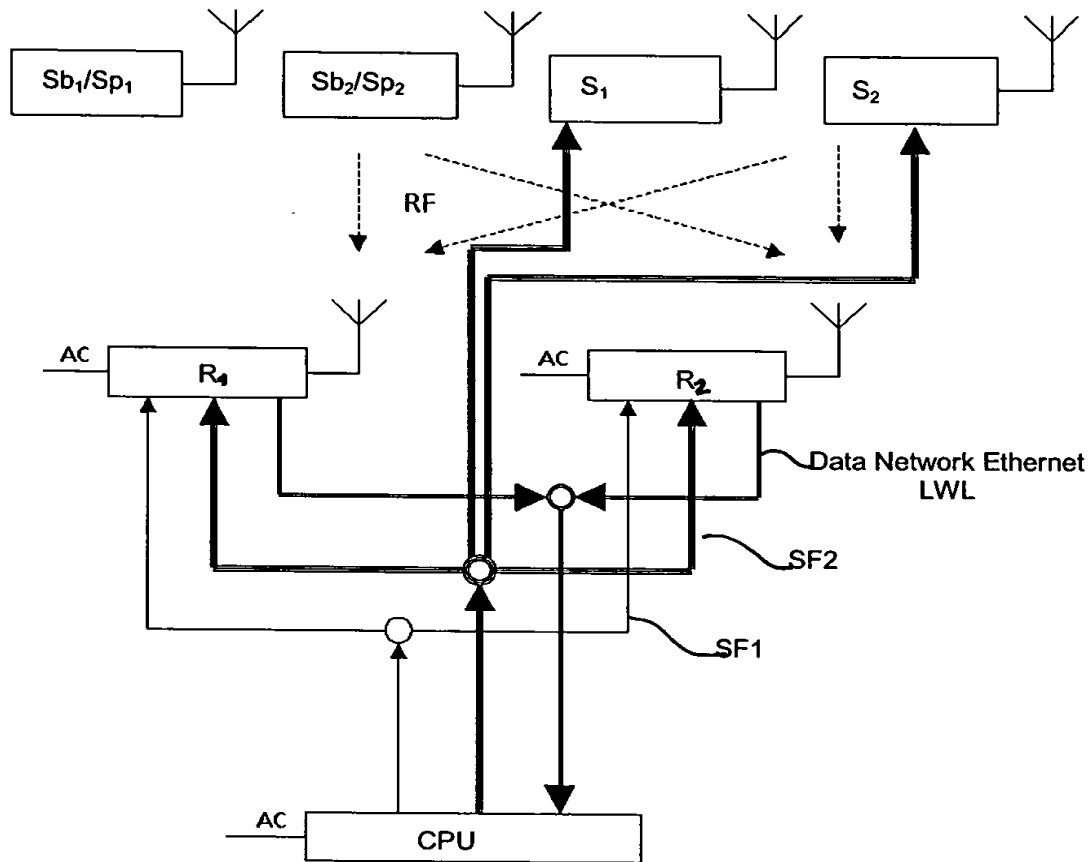 Sb₁/Sp₁
Sb₂/Sp₂
S₁
S₂
RF
AC
R₁
AC
R₂
Data Network Ethernet
LWL
SF2
SF1
AC
CPU